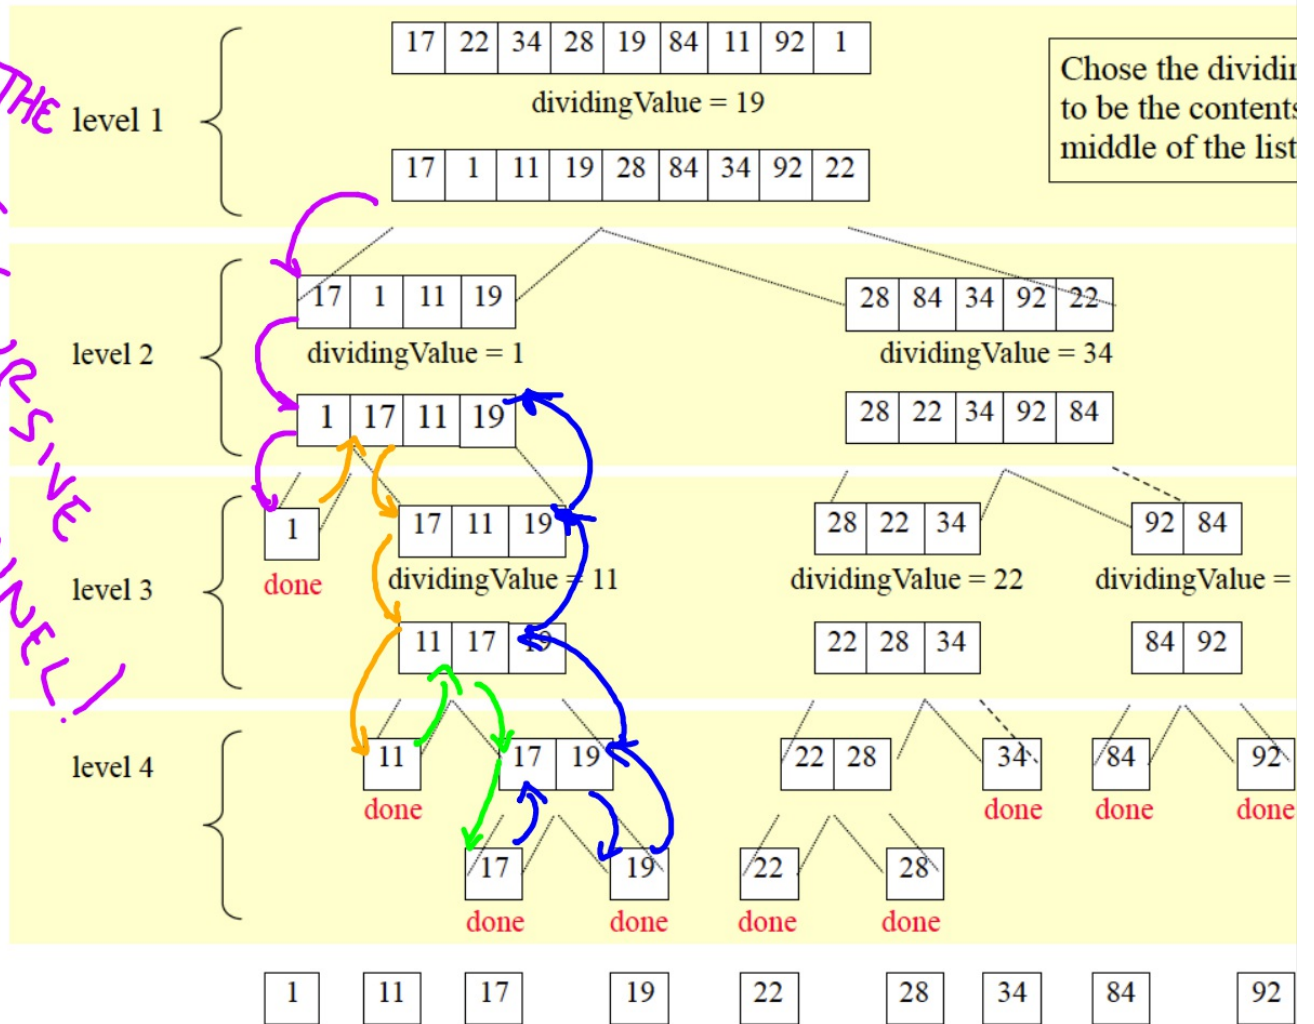 17 22 34 28 19 84 11 92 1
dividingValue = 19
Chose the dividin
to be the contents
middle of the list
THE
level 1
17 1 11 19 28 84 34 92 22
17 1 11 19
28 84 34 92 22
level 2
dividingValue = 1
dividingValue = 34
1 17 11 19
28 22 34 92 84
RSIVE
1
17 11 19
28 22 34
92 84
done
level 3
dividingValue = 11
dividingValue = 22
dividingValue =
11 17 19
22 28 34
84 92
NEL!
level 4
11
17 19
22 28
34
84
92
done
done
done
done
17
19
22
28
done
done
done
done
1 11 17 19 22 28 34 84 92